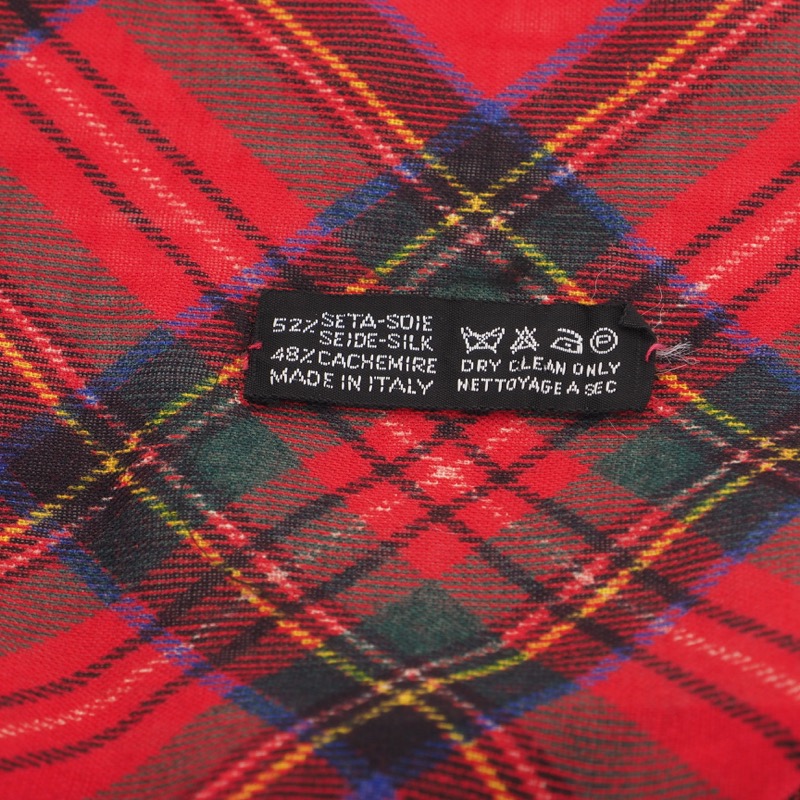 52% SETA-SOIE
SEIDE-SILK
48% CACHEMIRE
MADE IN ITALY
P
DRY CLEAN ONLY
NETTOYAGE A SEC